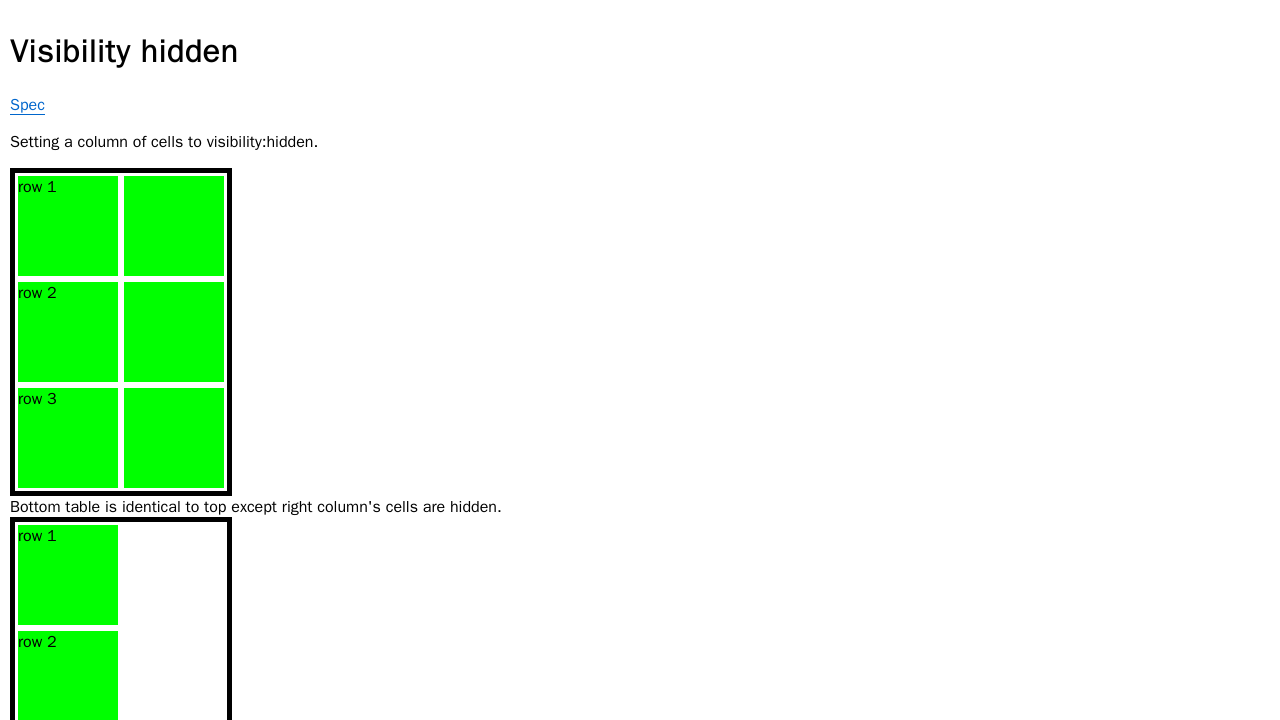 Visibility hidden
Spec
Setting a column of cells to visibility:hidden.
row 1
row 2
row 3
Bottom table is identical to top except right column's cells are hidden.
row 1
row 2